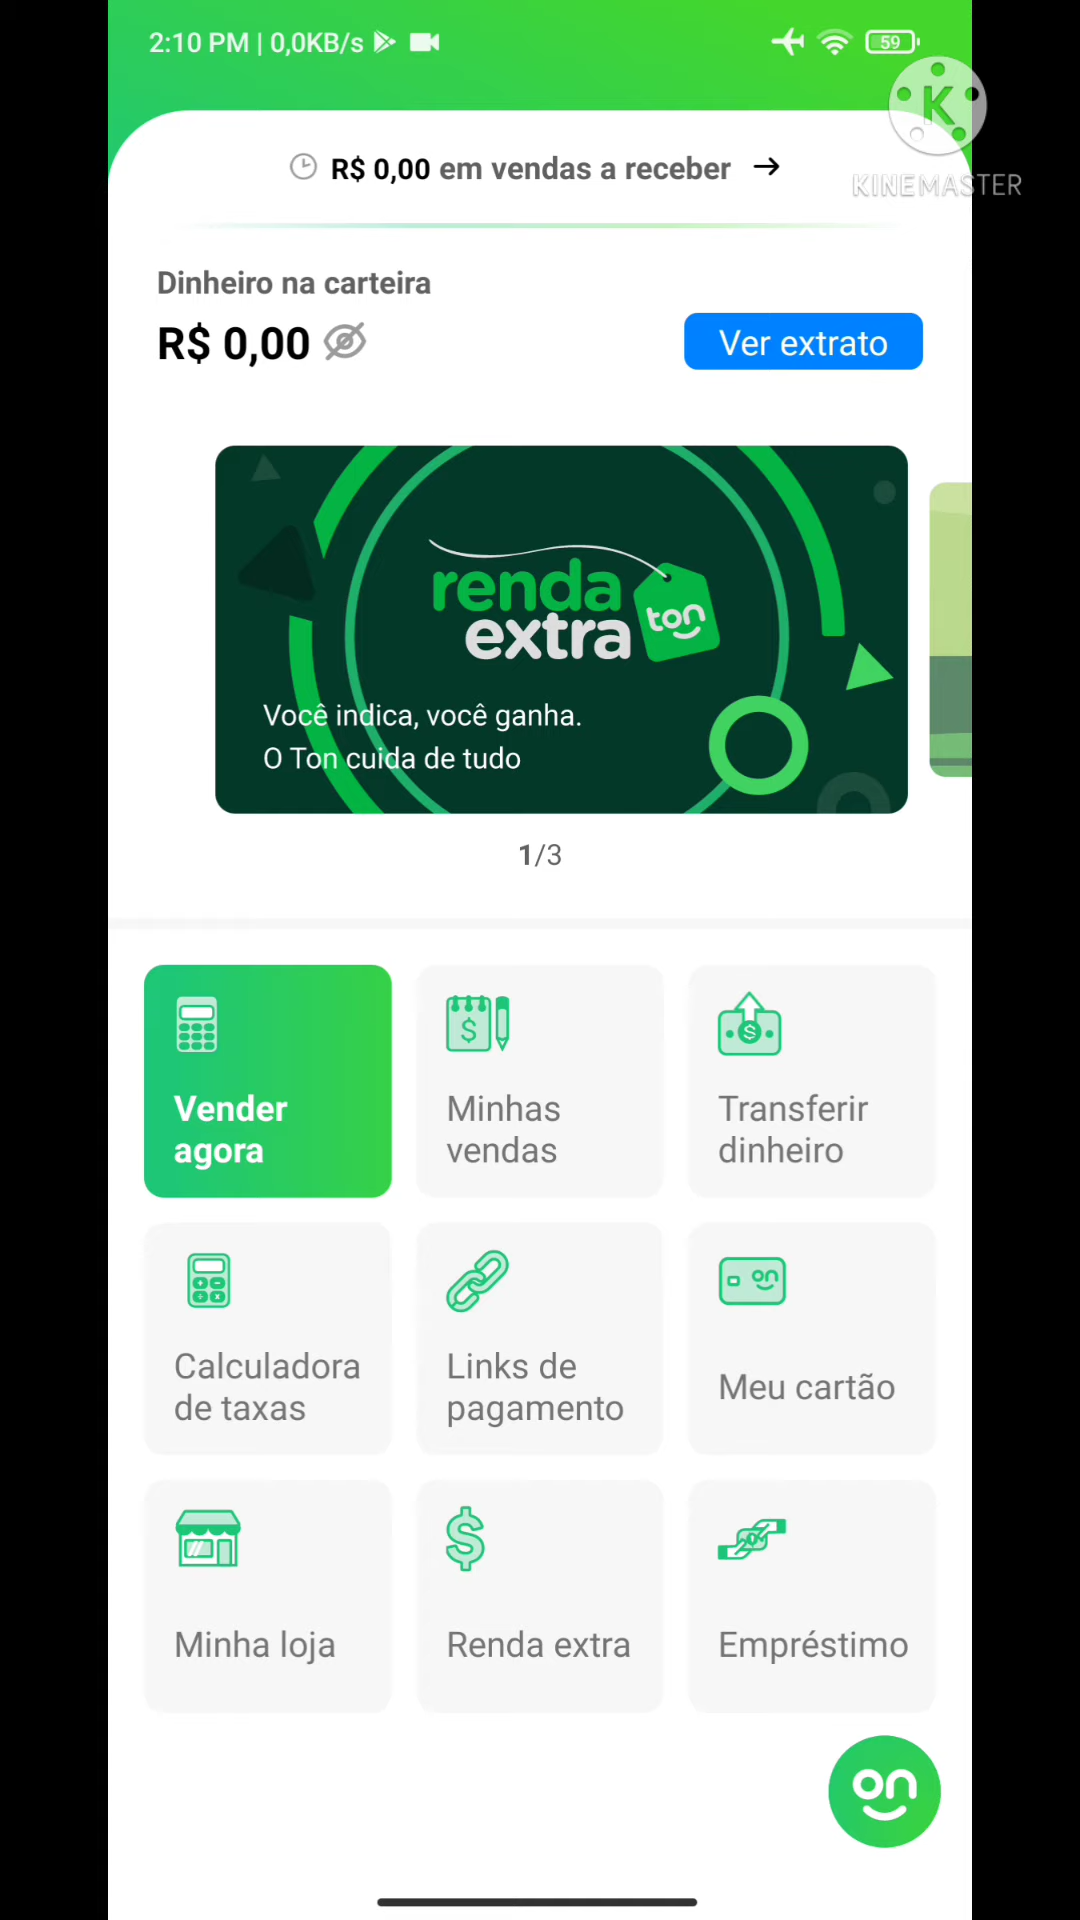 2:10 PM | 0,0KB/s
59
K
KINEMASTER
R$ 0,00 em vendas a receber
Dinheiro na carteira
R$ 0,00
Ver extrato
renda
extra
ton
Você indica, você ganha.
O Ton cuida de tudo
1/3
Vender
agora
Minhas
vendas
Transferir
dinheiro
Calculadora
de taxas
Links de
pagamento
on
Meu cartão
Minha loja
Renda extra
Empréstimo
on